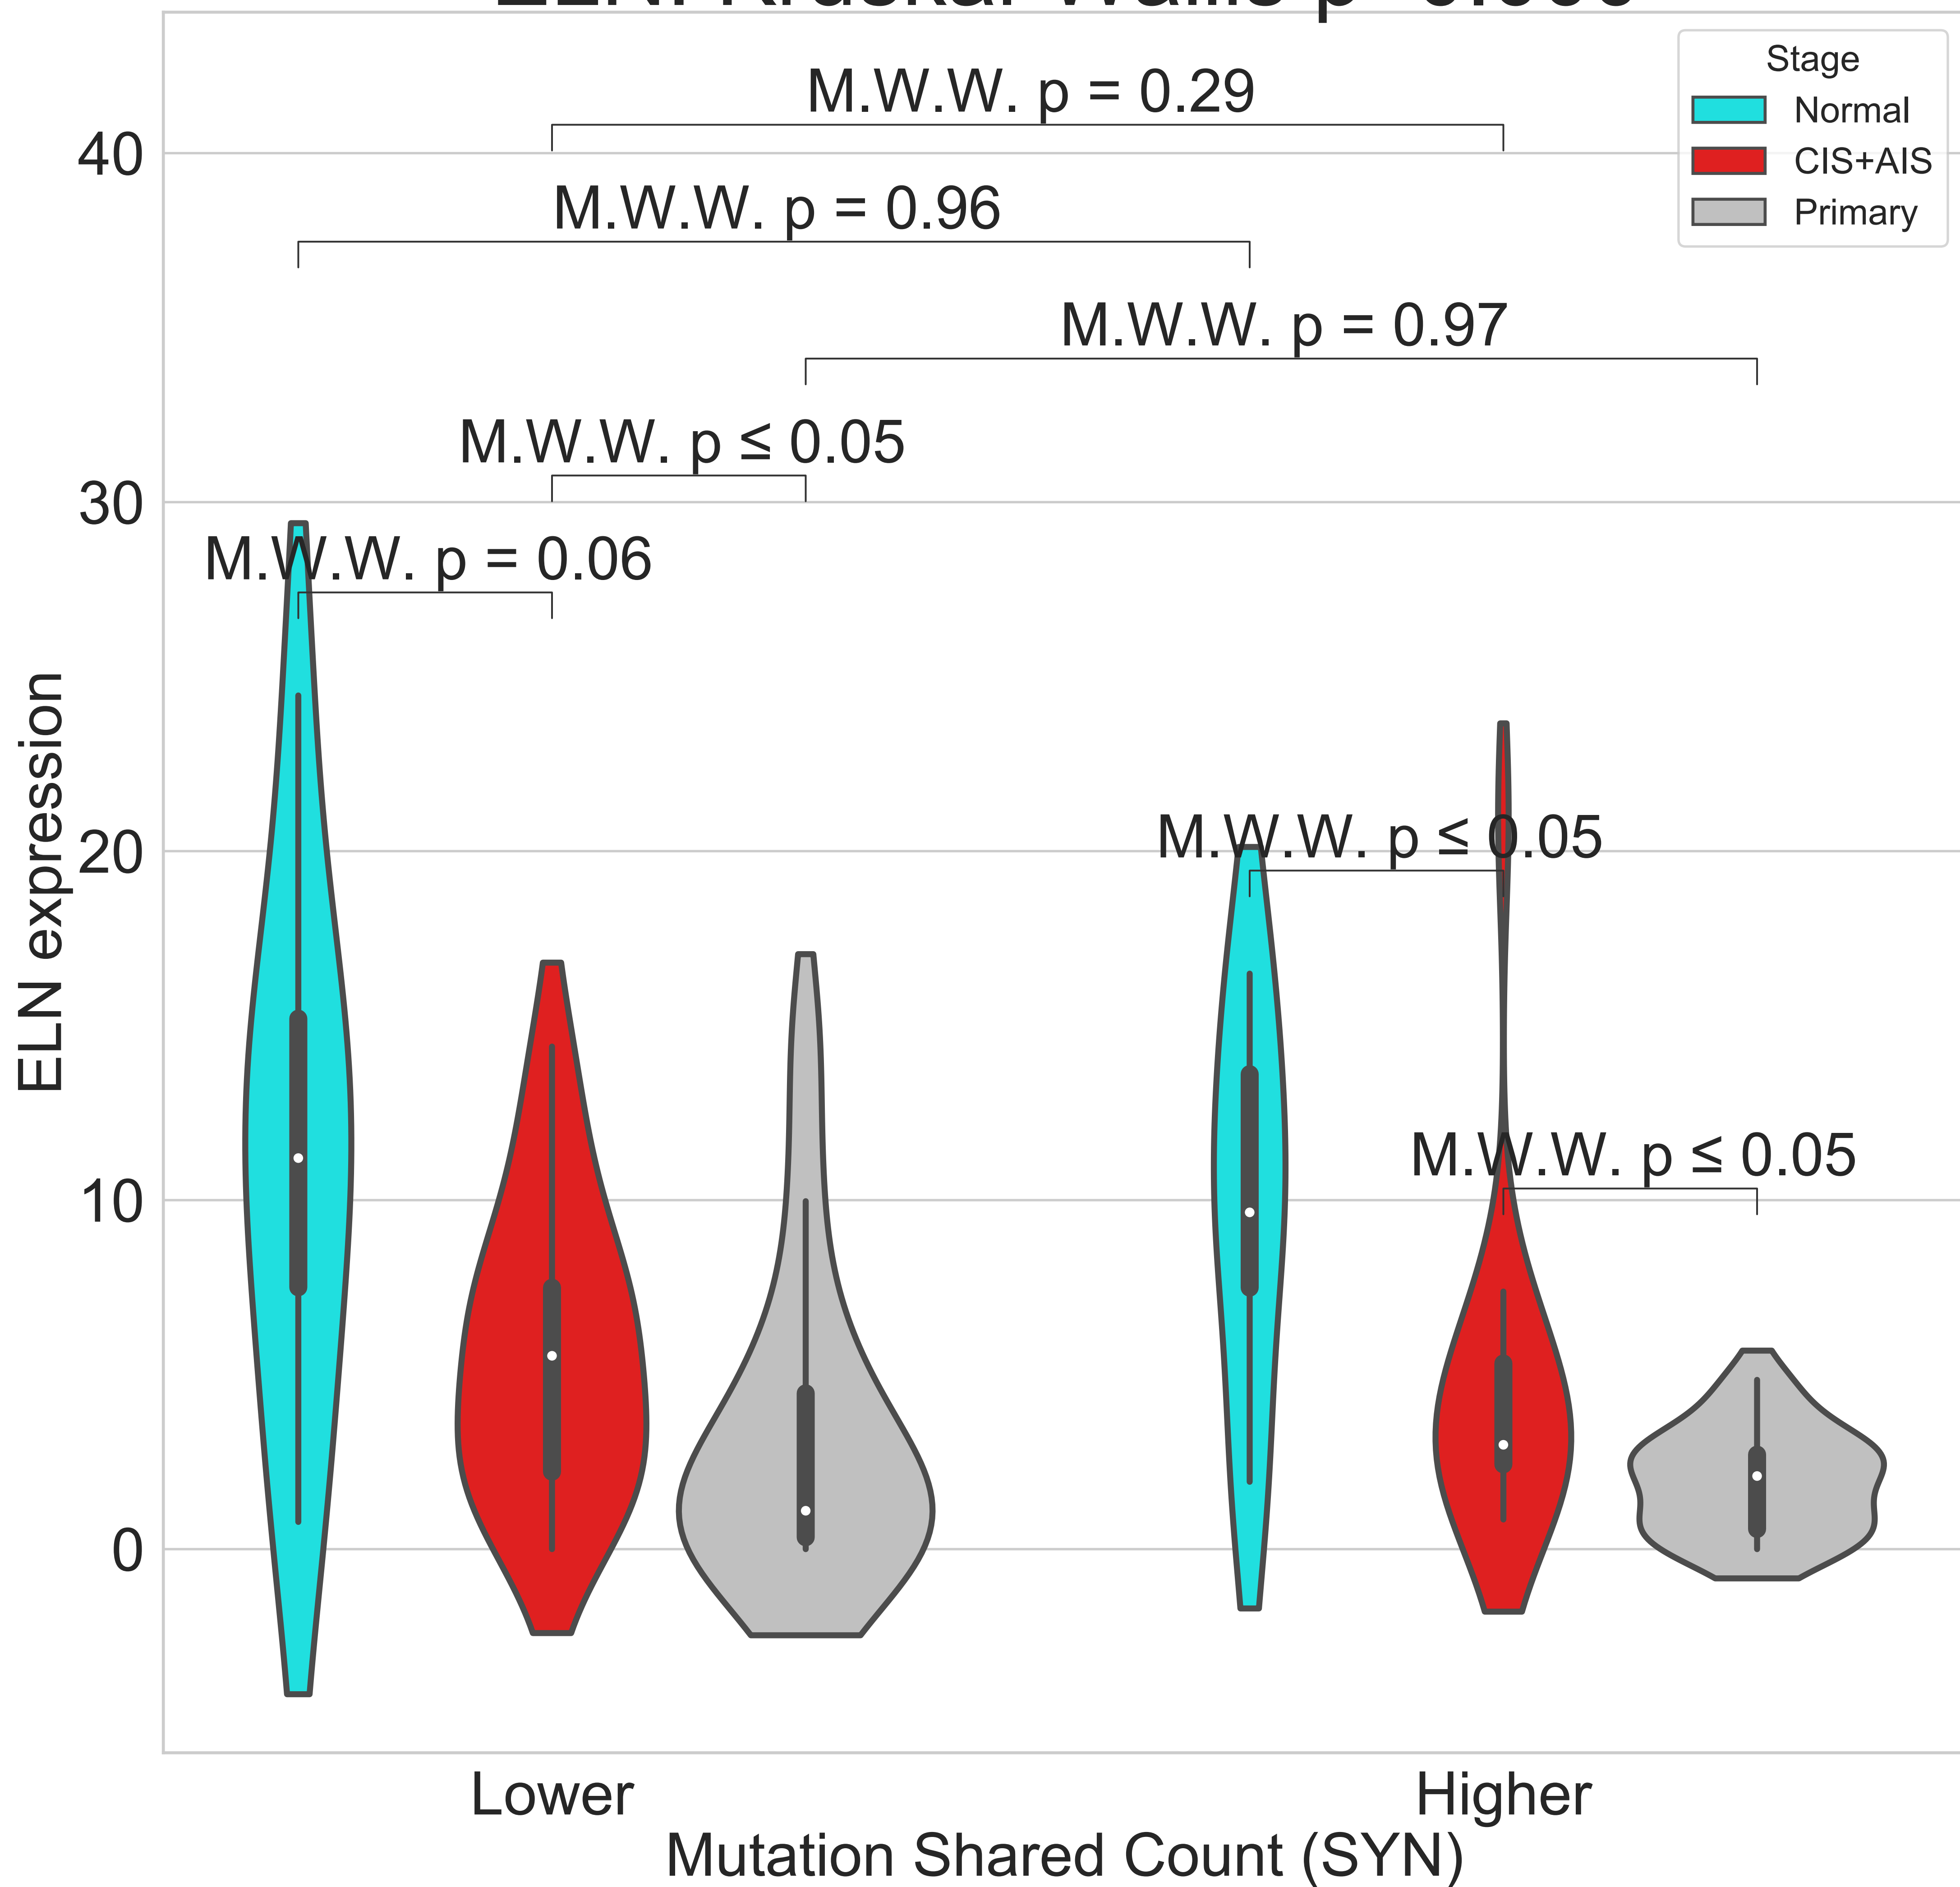 Stage
Normal
CIS+AIS
Primary
M.W.W. p = 0.29
40
M.W.W. p = 0.96
M.W.W. p = 0.97
M.W.W. p ≤ 0.05
30
M.W.W. p = 0.06
M.W.W. p ≤ 0.05
20
M.W.W. p ≤ 0.05
10
0
ELN expression
Lower
Higher
Mutation Shared Count (SYN)